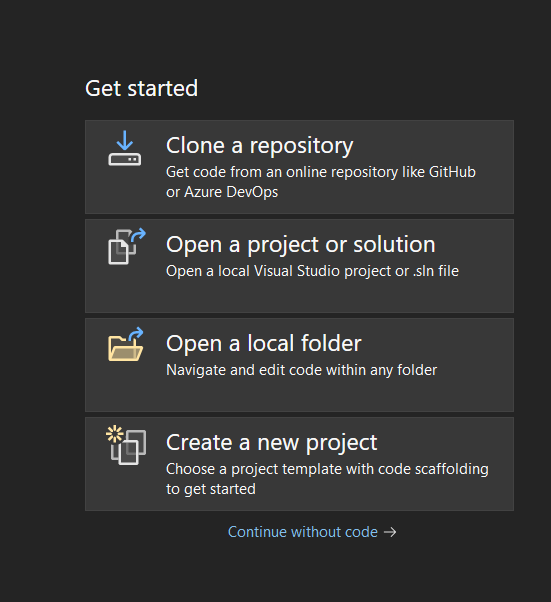 Get started
Clone a repository
Get code from an online repository like GitHub
or Azure DevOps
Open a project or solution
Open a local Visual Studio project or .sln file
Open a local folder
Navigate and edit code within any folder
Create a new project
Choose a project template with code scaffolding
to get started
Continue without code →